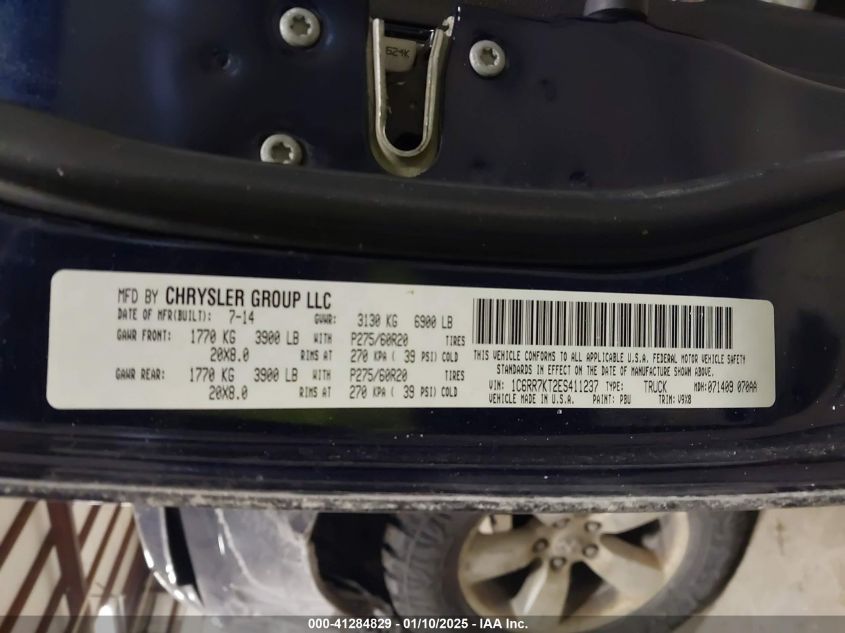 624K
MFD BY CHRYSLER GROUP LLC
DATE OF MFR(BUILT): 7-14 GVWR: 3130 KG 6900 LB
GAWR FRONT: 1770 KG 3900 LB WITH P275/60R20 TIRES
20X8.0 RIMS AT 270 KPA ( 39 PSI) COLD
GAWR REAR: 1770 KG 3900 LB WITH P275/60R20 TIRES
20X8.0 RIMS AT 270 KPA ( 39 PSI) COLD
THIS VEHICLE CONFORMS TO ALL APPLICABLE U.S.A. FEDERAL MOTOR VEHICLE SAFETY
STANDARDS IN EFFECT ON THE DATE OF MANUFACTURE SHOWN ABOVE.
VIN: 1C6RR7KT2ES411237 TYPE: TRUCK MDH: 071409 070AA
VEHICLE MADE IN U.S.A. PAINT: PBU TRIM: V9X8
000-41284829 - 01/10/2025 - IAA Inc.